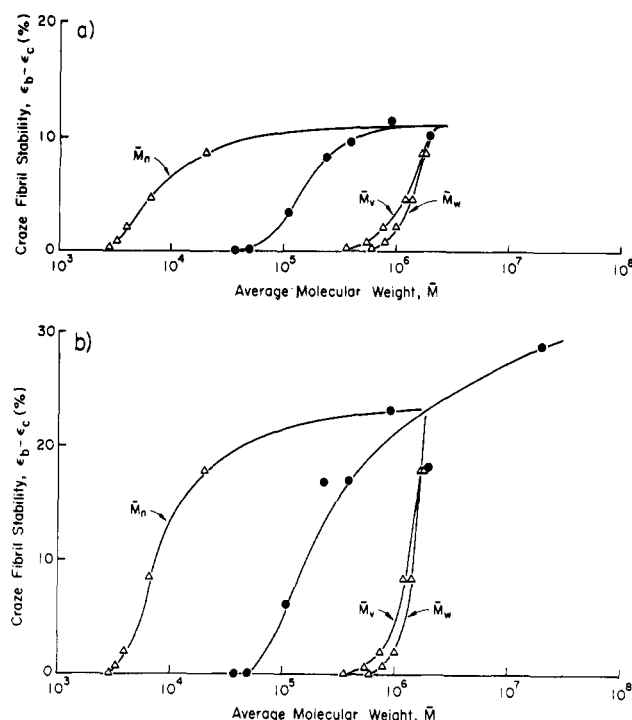 a)
Craze Fibril Stability, ϵb-ϵc (%)
20
10
0
M̄n
M̄v
M̄w
10³ 10⁴ 10⁵ 10⁶ 10⁷ 10⁸
Average Molecular Weight, M̄
b)
Craze Fibril Stability, ϵb-ϵc (%)
30
20
10
0
M̄n
M̄v
M̄w
10³ 10⁴ 10⁵ 10⁶ 10⁷ 10⁸
Average Molecular Weight, M̄